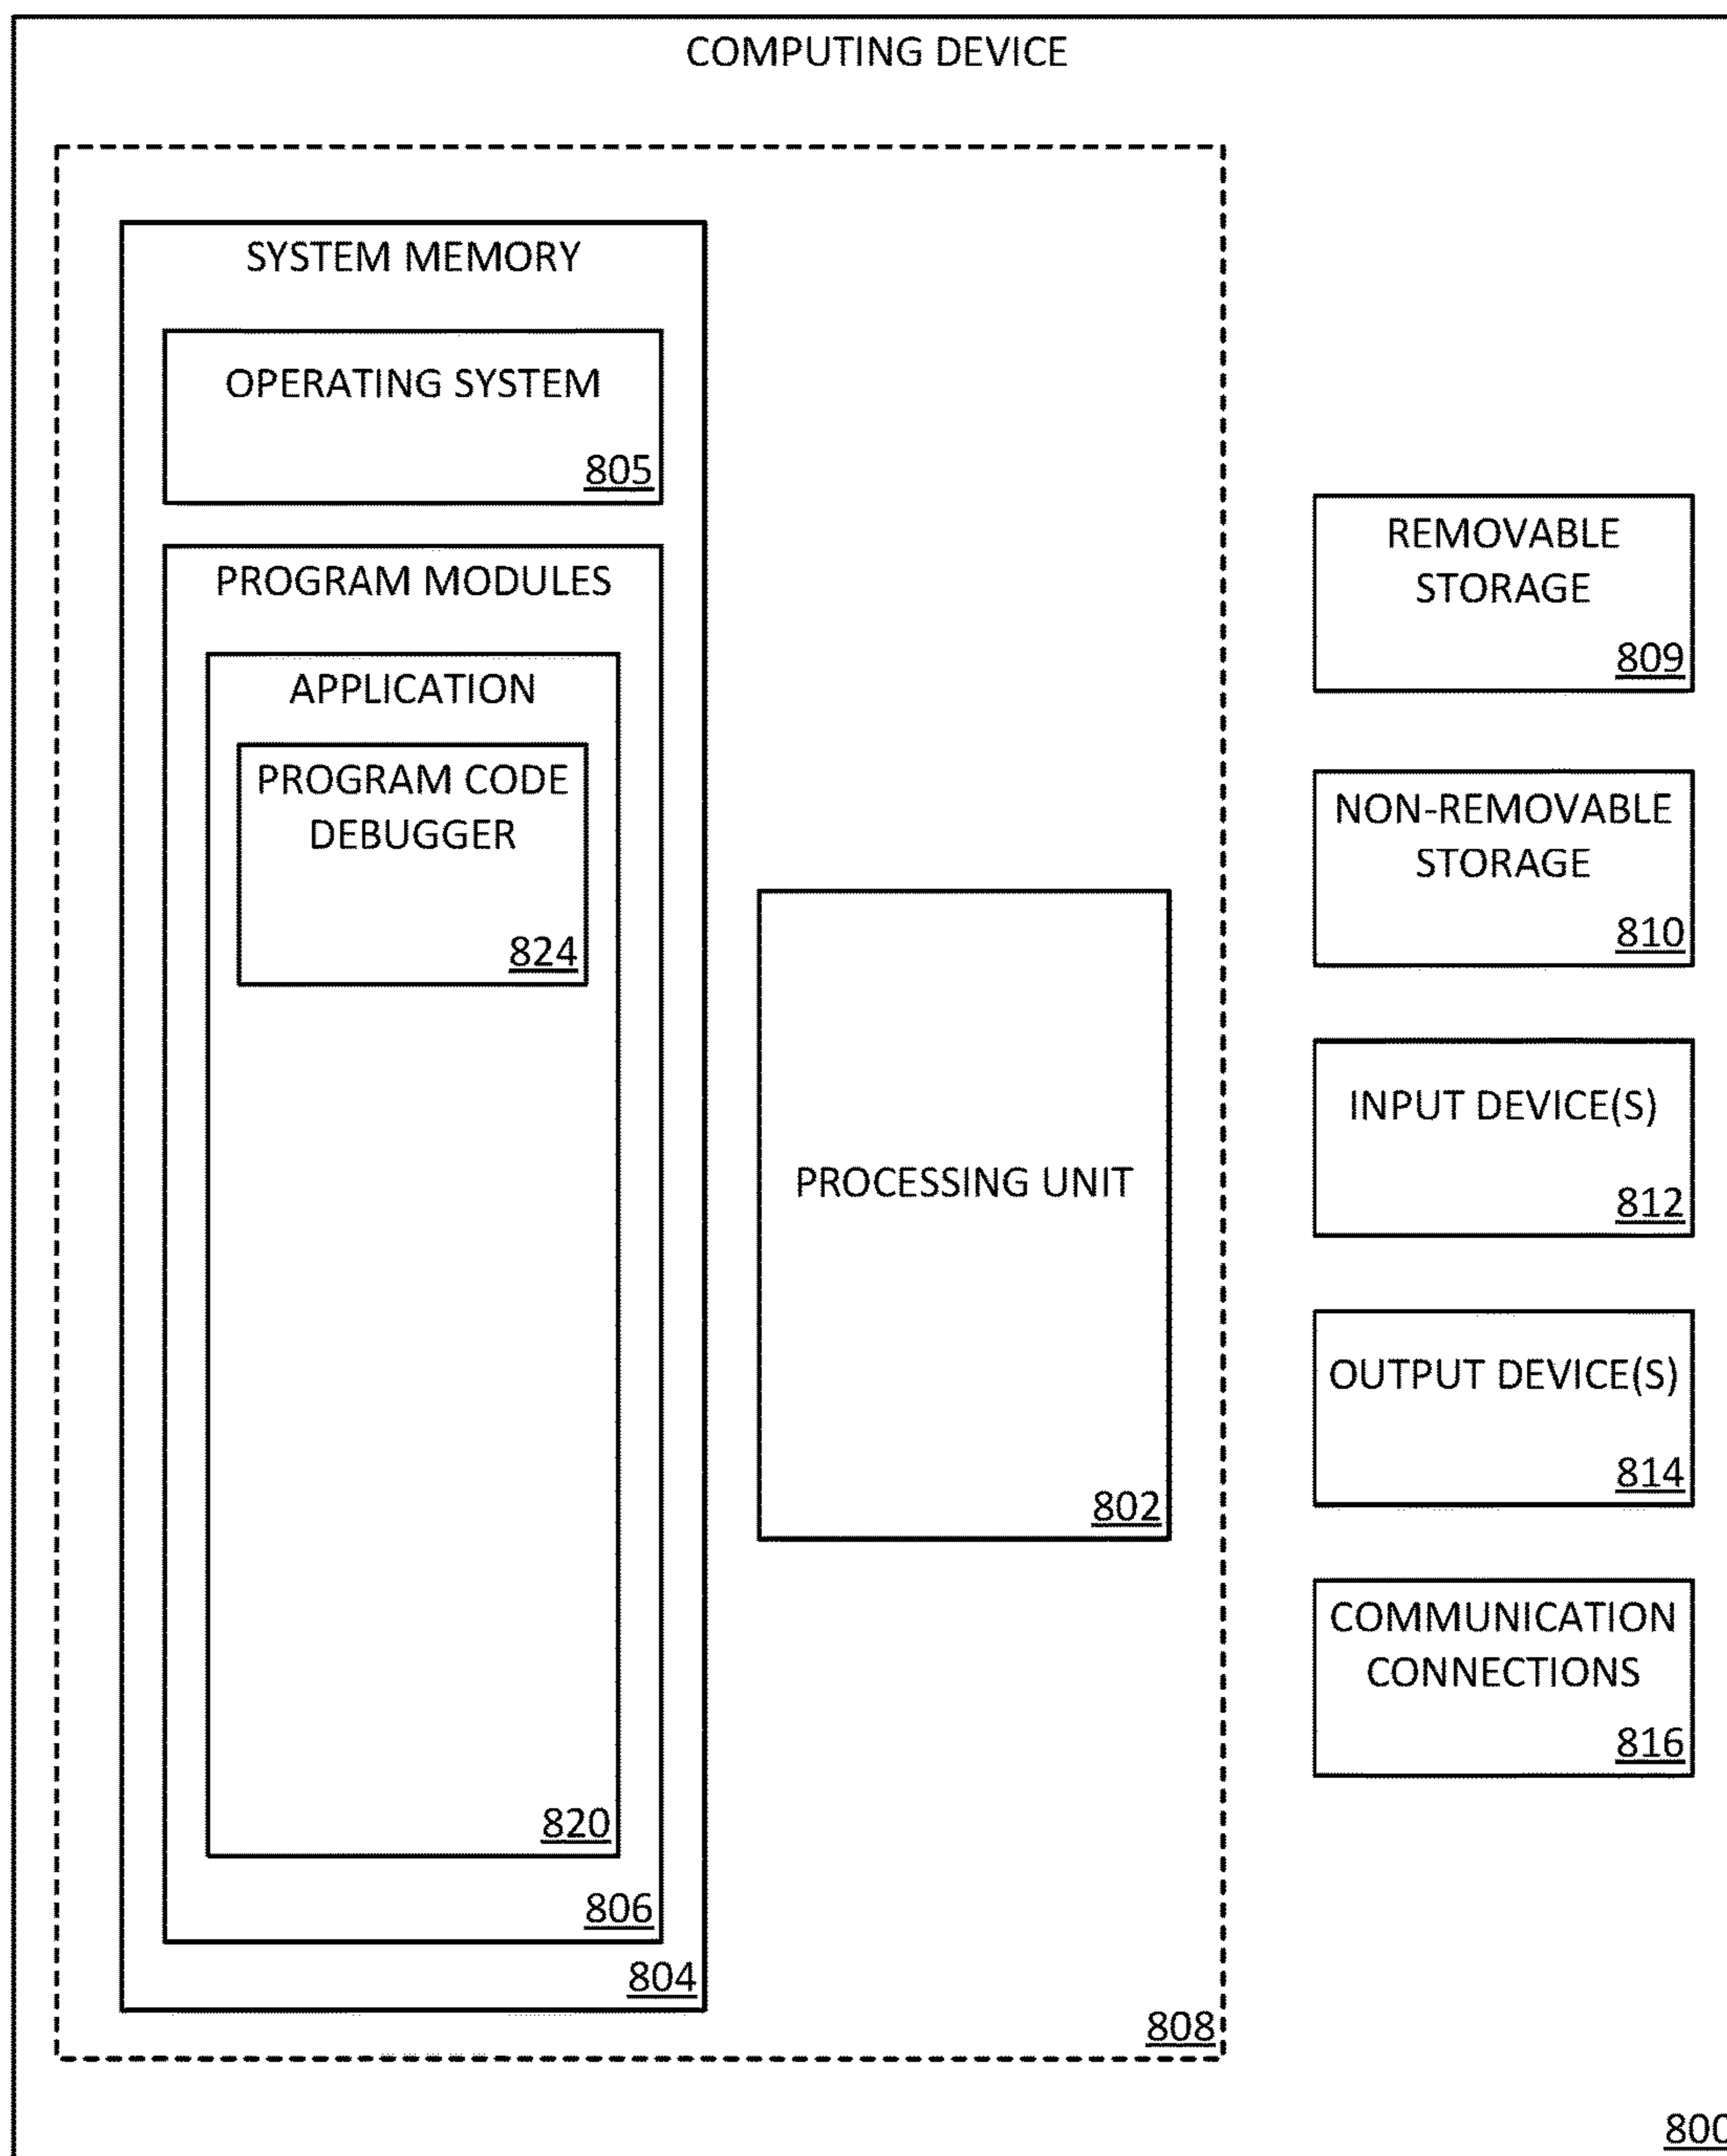 COMPUTING DEVICE
SYSTEM MEMORY
OPERATING SYSTEM
805
PROGRAM MODULES
APPLICATION
PROGRAM CODE
DEBUGGER
824
820
806
804
PROCESSING UNIT
802
808
REMOVABLE
STORAGE
809
NON-REMOVABLE
STORAGE
810
INPUT DEVICE(S)
812
OUTPUT DEVICE(S)
814
COMMUNICATION
CONNECTIONS
816
800